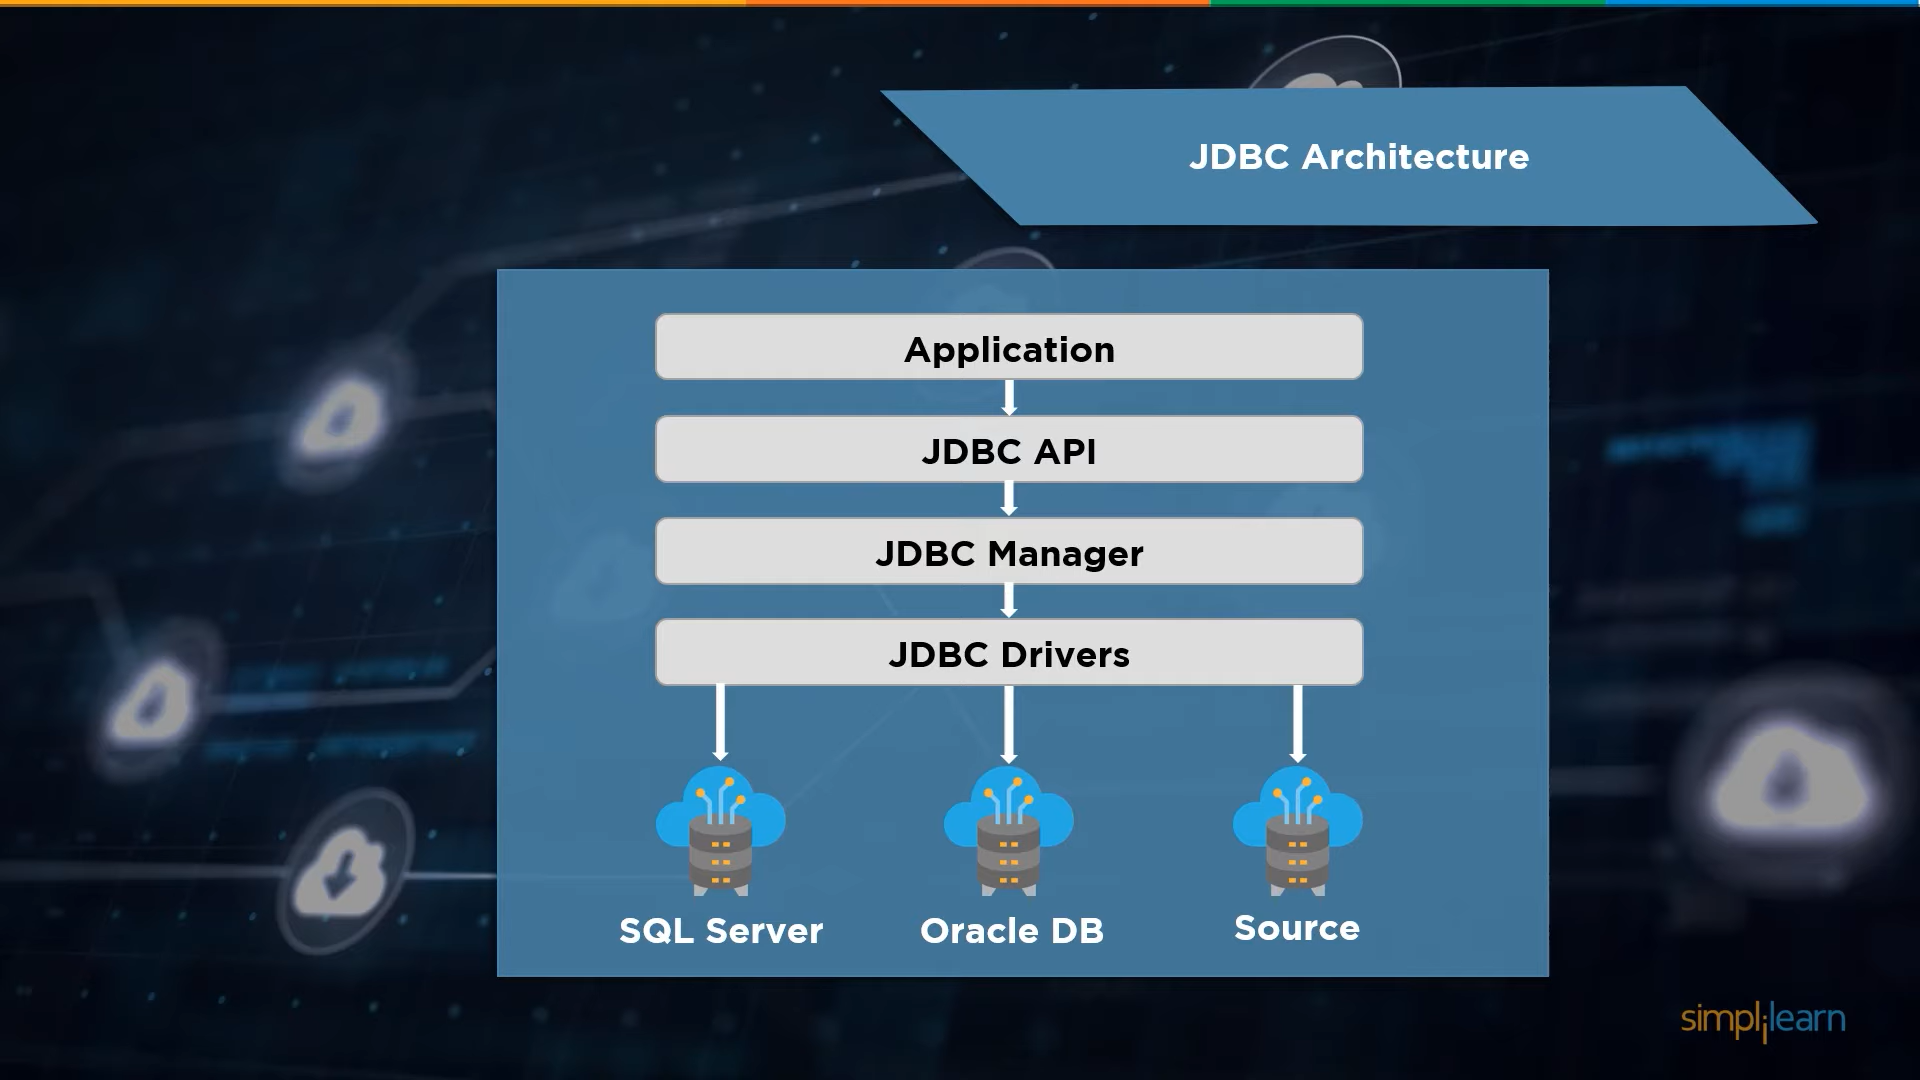 JDBC Architecture
Application
JDBC API
JDBC Manager
JDBC Drivers
SQL Server
Oracle DB
Source
simplilearn